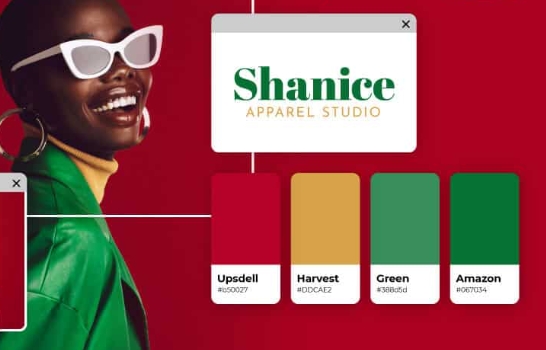 Shanice
APPAREL STUDIO
Upsdell
#b50027
Harvest
#DDCAE2
Green
#388d5d
Amazon
#067034